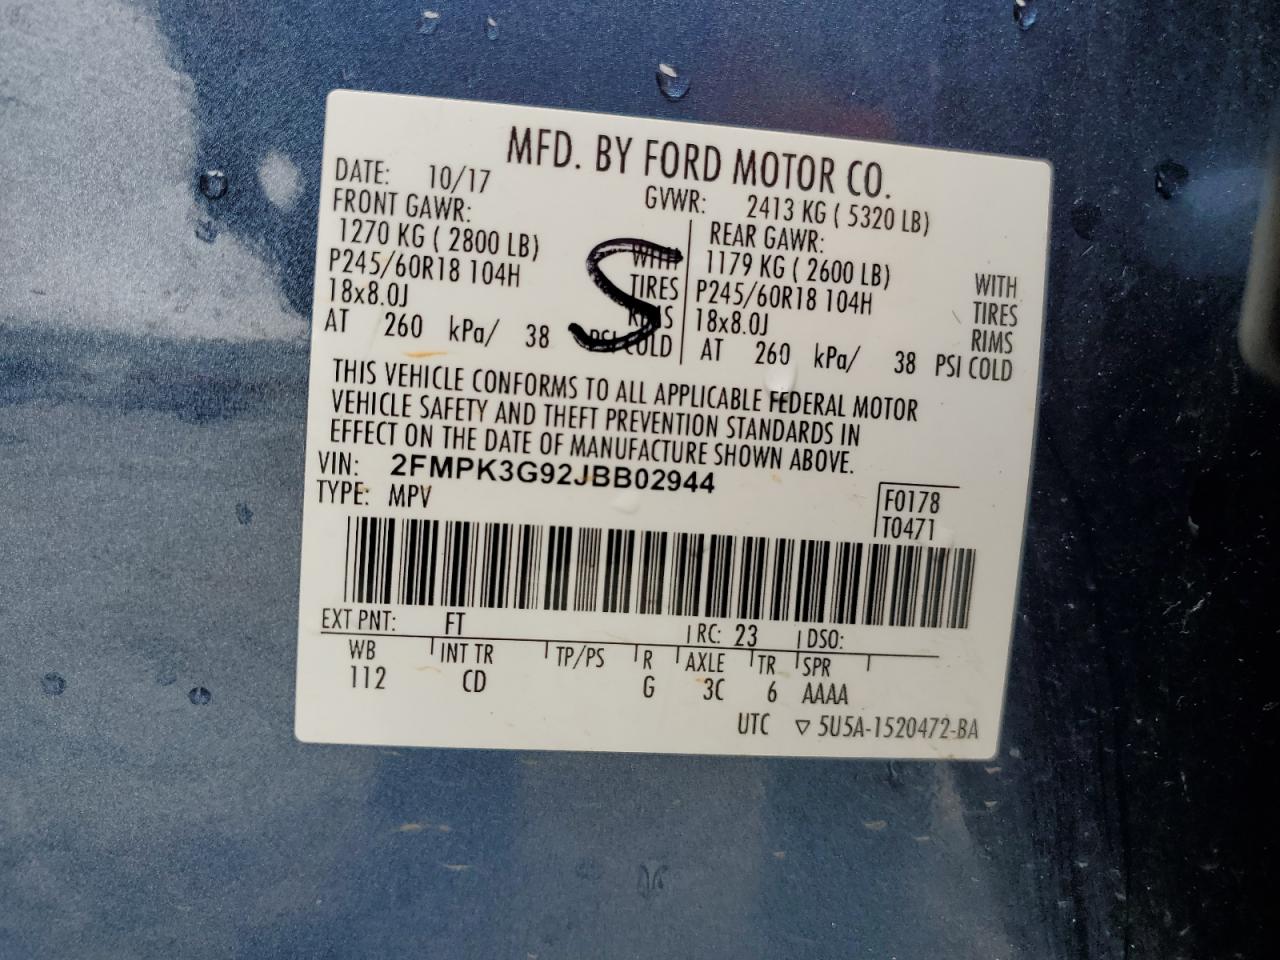 MFD. BY FORD MOTOR CO.
DATE: 10/17 GVWR: 2413 KG ( 5320 LB)
FRONT GAWR: REAR GAWR:
1270 KG ( 2800 LB) WITH 1179 KG ( 2600 LB) WITH
P245/60R18 104H TIRES P245/60R18 104H TIRES
18x8.0J RIMS 18x8.0J RIMS
AT 260 kPa/ 38 PSI COLD AT 260 kPa/ 38 PSI COLD
S
THIS VEHICLE CONFORMS TO ALL APPLICABLE FEDERAL MOTOR
VEHICLE SAFETY AND THEFT PREVENTION STANDARDS IN
EFFECT ON THE DATE OF MANUFACTURE SHOWN ABOVE.
VIN: 2FMPK3G92JBB02944
TYPE: MPV
F0178
T0471
EXT PNT: FT RC: 23 DSO:
WB INT TR TP/PS R AXLE TR SPR
112 CD G 3C 6 AAAA
UTC ▽ 5U5A-1520472-BA